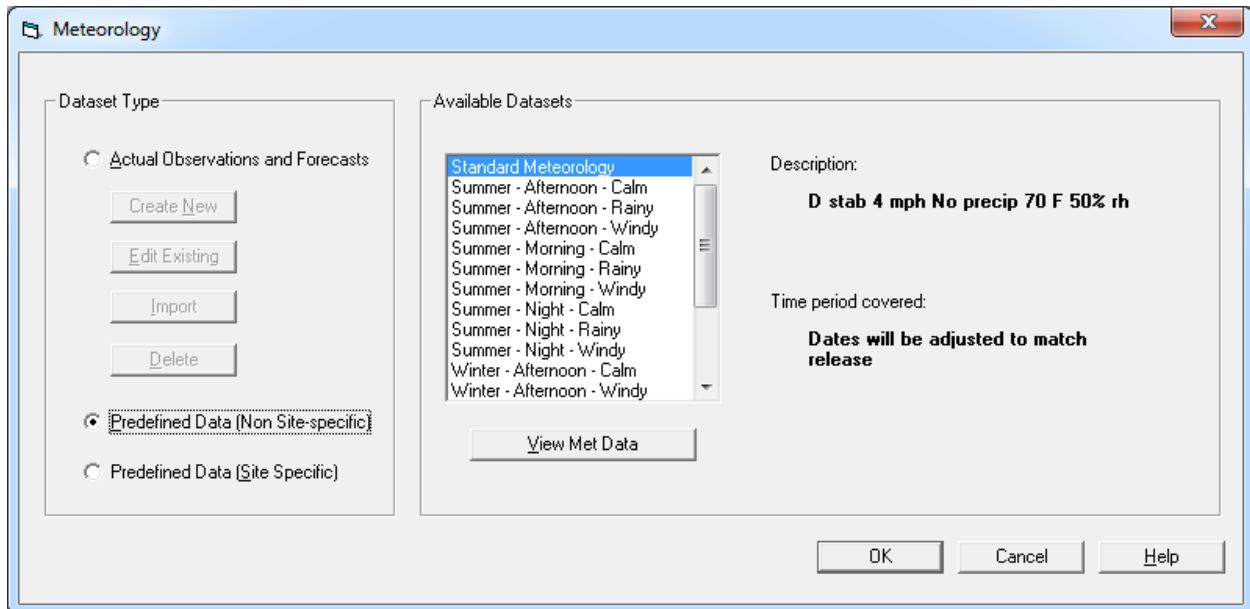 Meteorology
Dataset Type
Actual Observations and Forecasts
Create New
Edit Existing
Import
Delete
Predefined Data (Non Site-specific)
Predefined Data (Site Specific)
Available Datasets
Standard Meteorology
Summer - Afternoon - Calm
Summer - Afternoon - Rainy
Summer - Afternoon - Windy
Summer - Morning - Calm
Summer - Morning - Rainy
Summer - Morning - Windy
Summer - Night - Calm
Summer - Night - Rainy
Summer - Night - Windy
Winter - Afternoon - Calm
Winter - Afternoon - Windy
View Met Data
Description:
D stab 4 mph No precip 70 F 50% rh
Time period covered:
Dates will be adjusted to match
release
OK
Cancel
Help